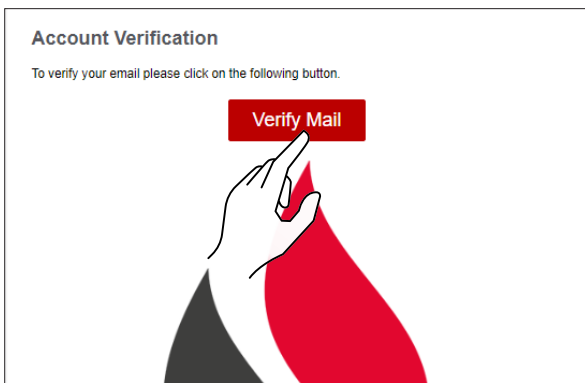 Account Verification
To verify your email please click on the following button.
Verify Mail